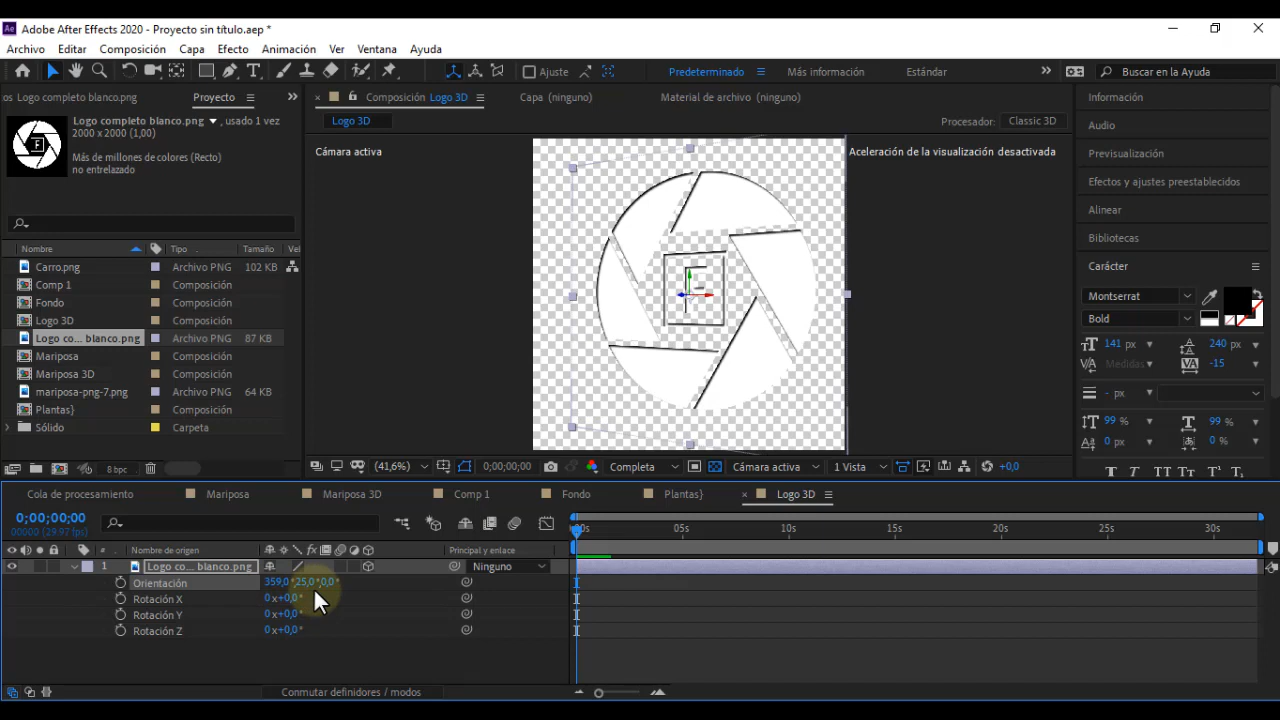 Ae Adobe After Effects 2020 - Proyecto sin título.aep *
Archivo Editar Composición Capa Efecto Animación Ver Ventana Ayuda
Ajuste Predeterminado Más información Estándar Buscar en la Ayuda
os Logo completo blanco.png Proyecto
Composición Logo 3D Capa (ninguno) Material de archivo (ninguno)
Logo 3D Procesador: Classic 3D
Logo completo blanco.png , usado 1 vez
2000 x 2000 (1,00)
Más de millones de colores (Recto)
no entrelazado
Cámara activa
Aceleración de la visualización desactivada
F
Nombre Tipo Tamaño Vel
Carro.png Archivo PNG 102 KB
Comp 1 Composición
Fondo Composición
Logo 3D Composición
Logo co... blanco.png Archivo PNG 87 KB
Mariposa Composición
Mariposa 3D Composición
mariposa-png-7.png Archivo PNG 64 KB
Plantas} Composición
Sólido Carpeta
8 bpc
(41,6%) 0;00;00;00 Completa Cámara activa 1 Vista +0,0
Información
Audio
Previsualización
Efectos y ajustes preestablecidos
Alinear
Bibliotecas
Carácter
Montserrat
Bold
141 px 240 px
Medidas -15
- px
99 % 99 %
0 px 0 %
Cola de procesamiento Mariposa Mariposa 3D Comp 1 Fondo Plantas} Logo 3D
0;00;00;00
00000 (29.97 fps)
:00s 05s 10s 15s 20s 25s 30s
# Nombre de origen fx Principal y enlace
1 Logo co... blanco.png Ninguno
Orientación 359,0 °,25,0 °,0,0 °
Rotación X 0 x+0,0 °
Rotación Y 0 x+0,0 °
Rotación Z 0 x+0,0 °
Conmutar definidores / modos